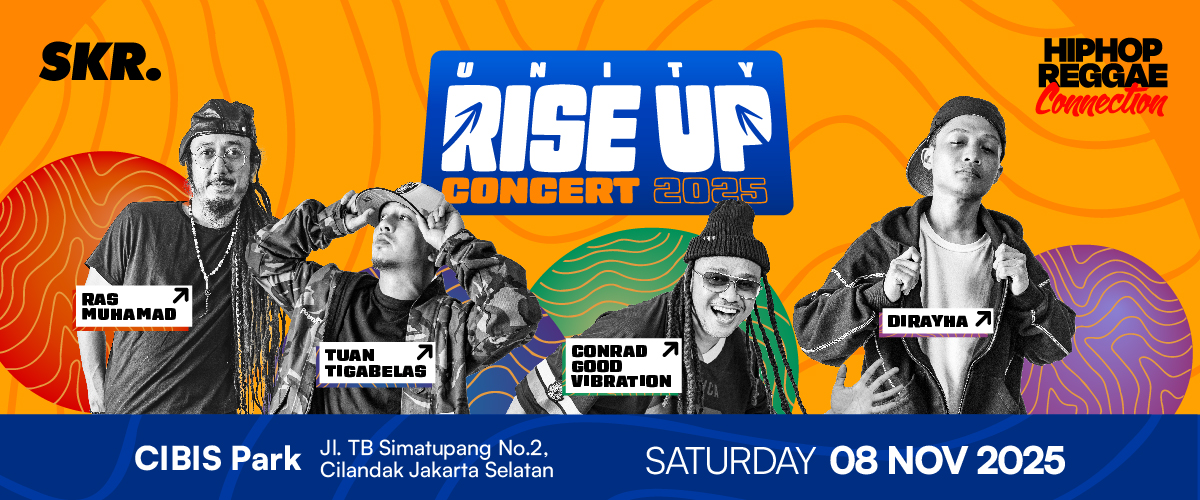 SKR.
UNITY
RISE UP
CONCERT 2025
HIPHOP
REGGAE
Connection
RAS
MUHAMAD
TUAN
TIGABELAS
CONRAD
GOOD
VIBRATION
DIRAYHA
CIBIS Park
Jl. TB Simatupang No.2,
Cilandak Jakarta Selatan
SATURDAY 08 NOV 2025